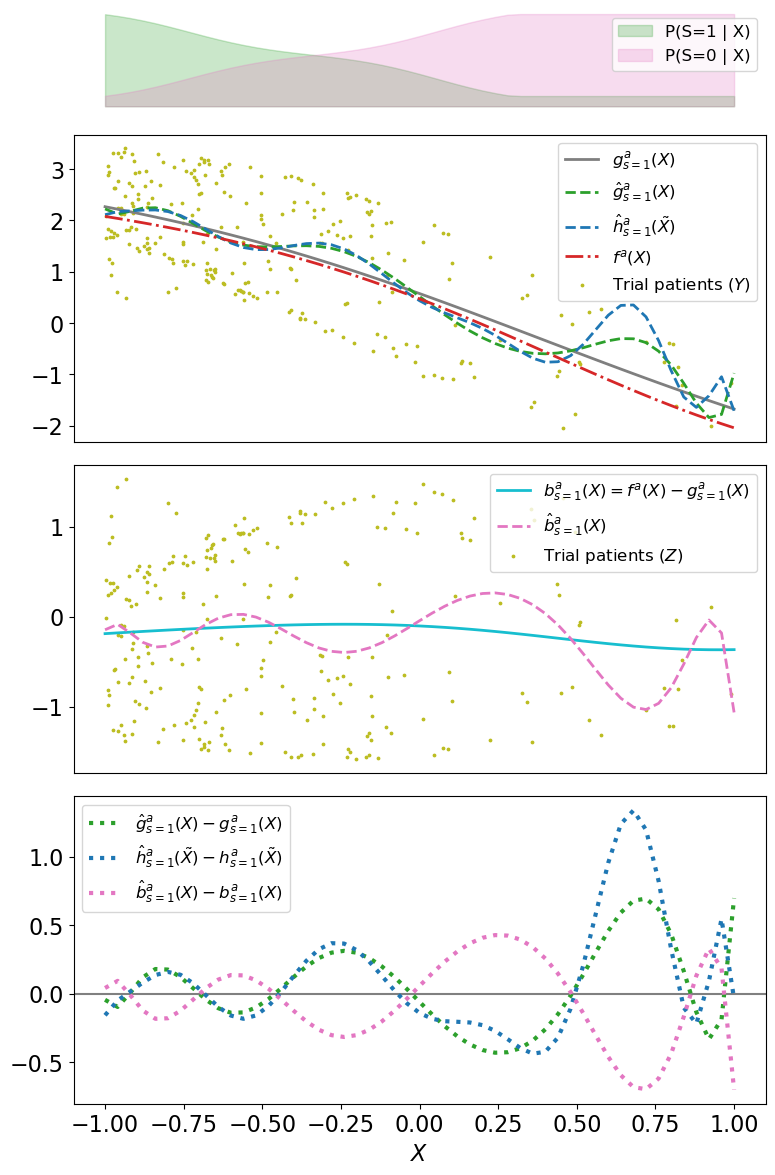 P(S=1 | X)
P(S=0 | X)
3
2
1
0
−1
−2
g^a_{s=1}(X)
ĝ^a_{s=1}(X)
ĥ^a_{s=1}(X̃)
f^a(X)
Trial patients (Y)
1
0
−1
b^a_{s=1}(X) = f^a(X) − g^a_{s=1}(X)
b̂^a_{s=1}(X)
Trial patients (Z)
1.0
0.5
0.0
−0.5
ĝ^a_{s=1}(X) − g^a_{s=1}(X)
ĥ^a_{s=1}(X̃) − h^a_{s=1}(X̃)
b̂^a_{s=1}(X) − b^a_{s=1}(X)
−1.00 −0.75 −0.50 −0.25 0.00 0.25 0.50 0.75 1.00
X